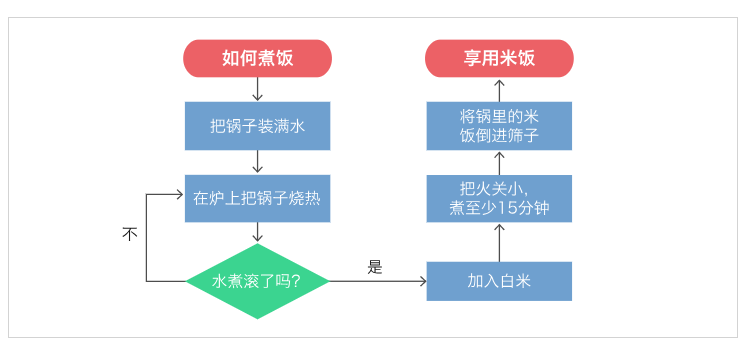 如何煮饭
把锅子装满水
在炉上把锅子烧热
不
水煮滚了吗?
是
加入白米
把火关小,
煮至少15分钟
将锅里的米
饭倒进筛子
享用米饭